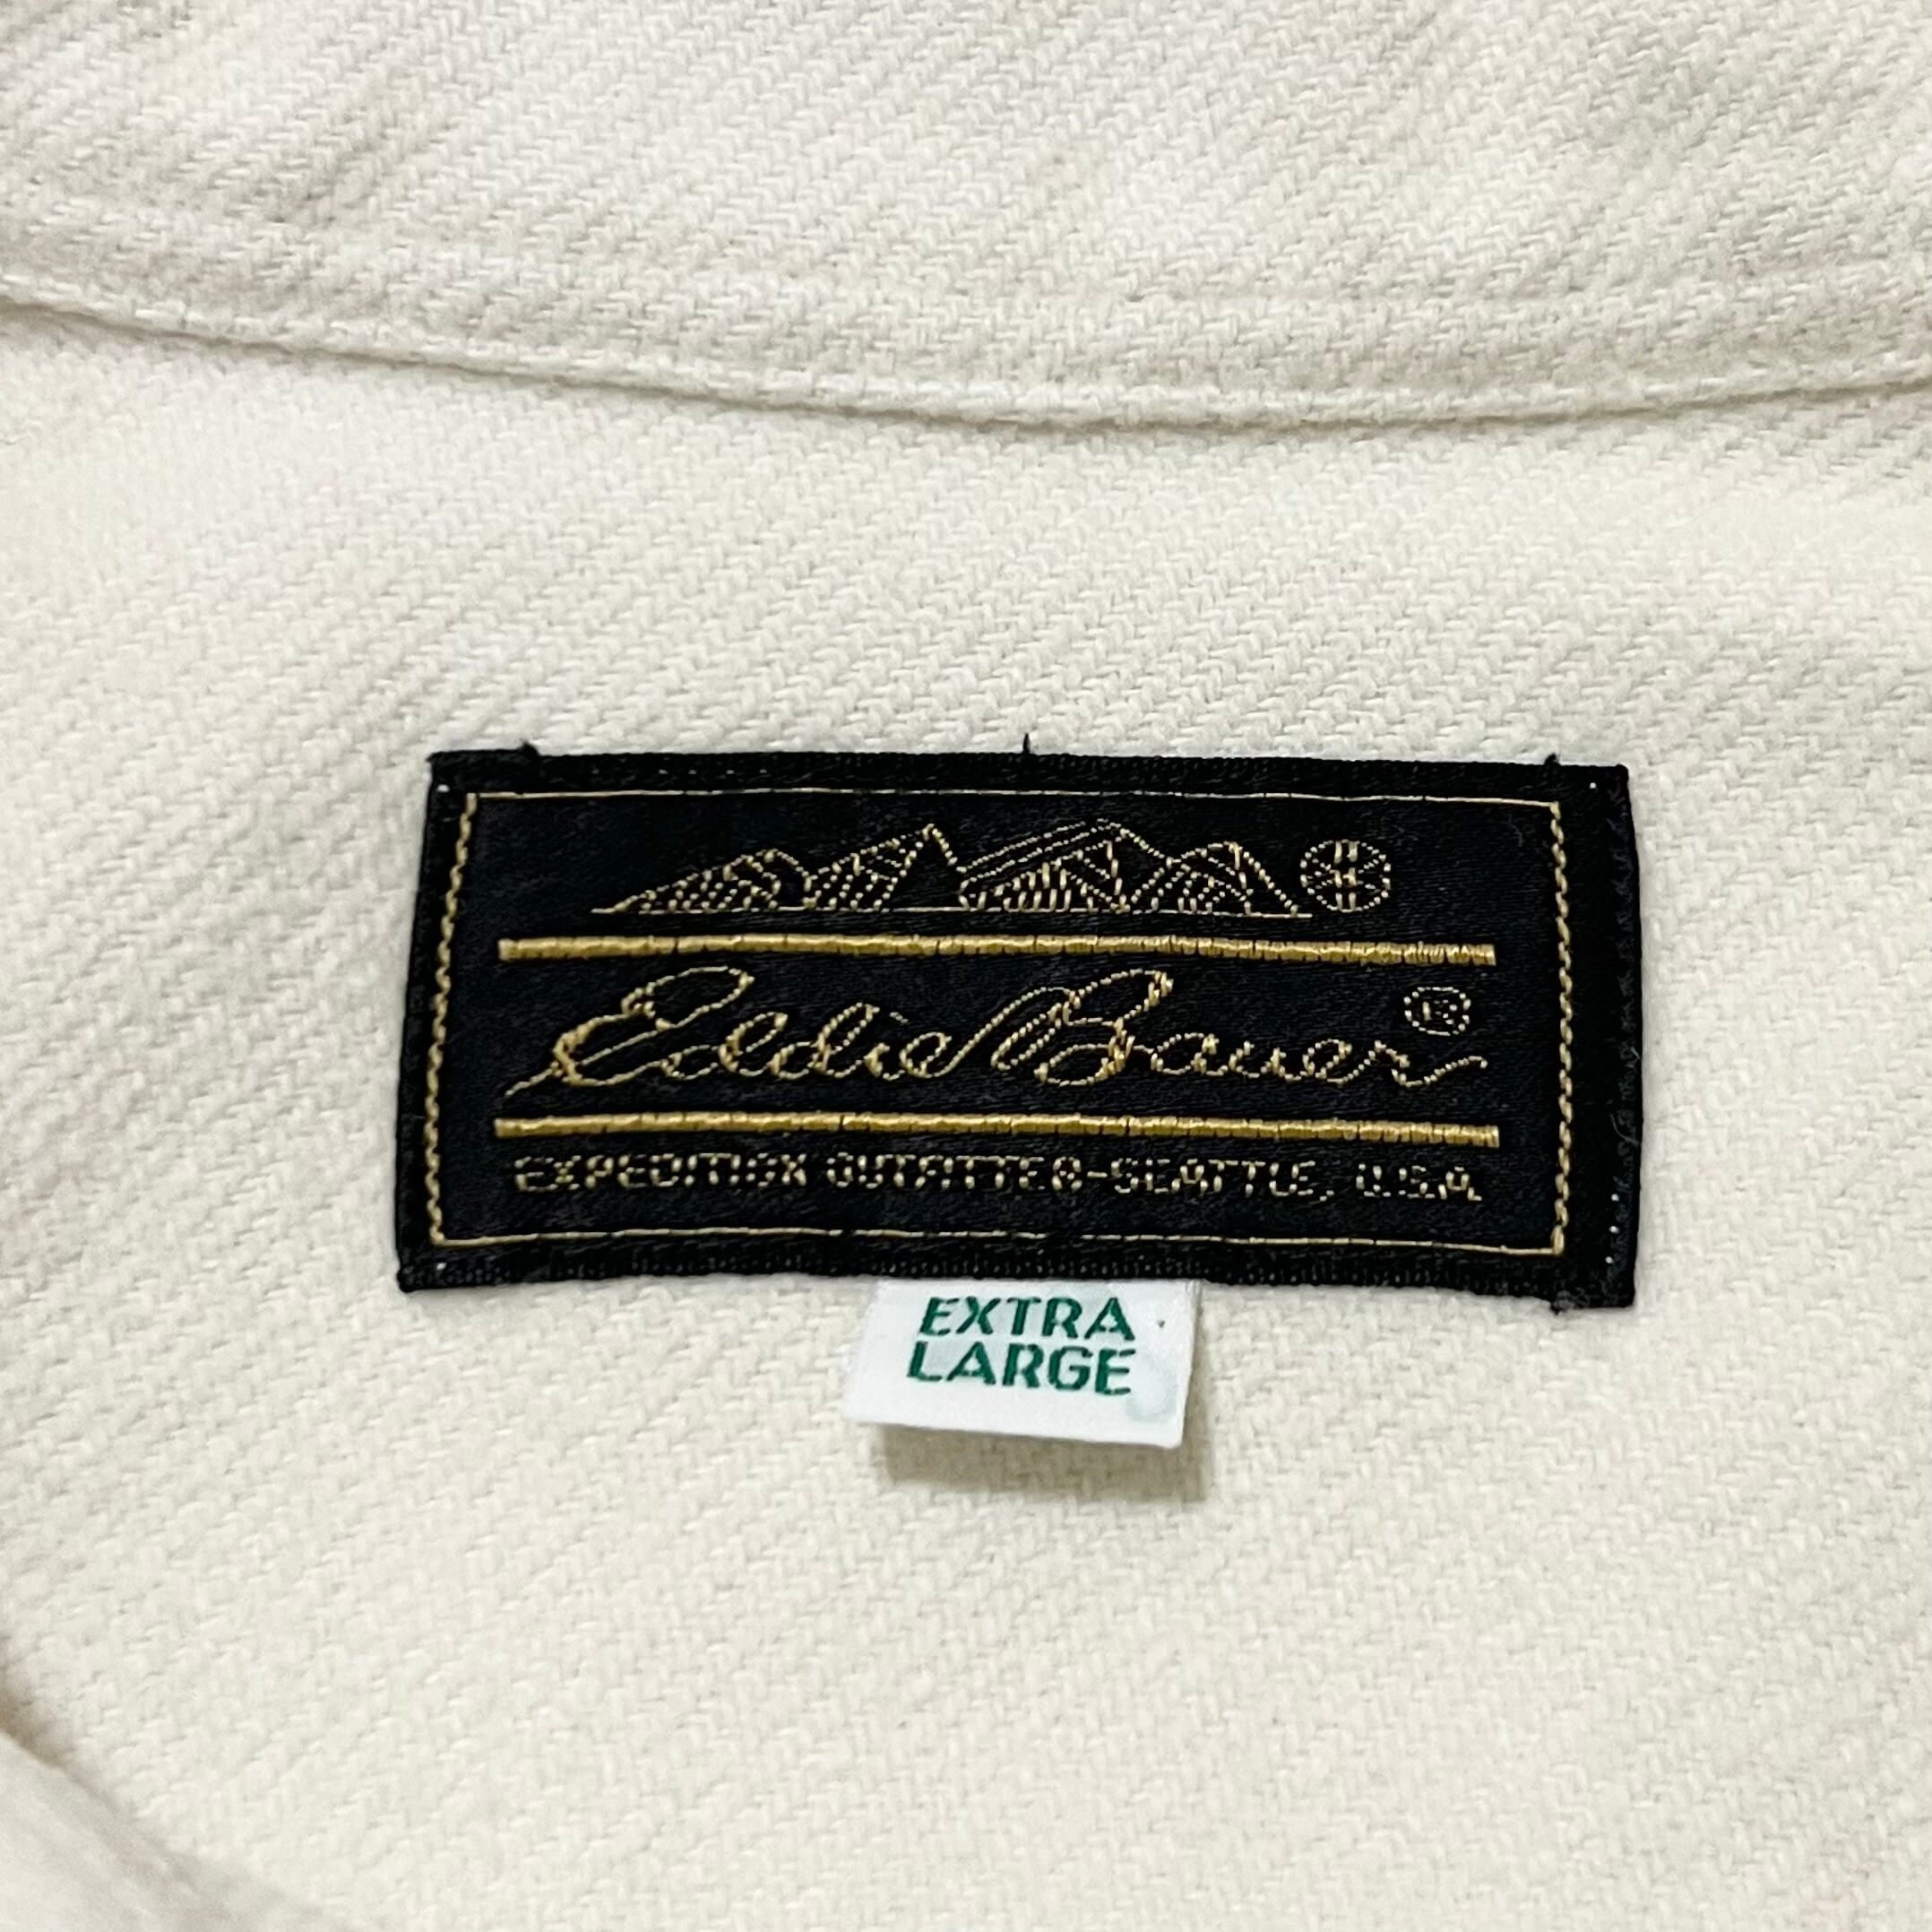 Eddie Bauer ®
EXPEDITION OUTFITTER-SEATTLE, U.S.A.
EXTRA
LARGE